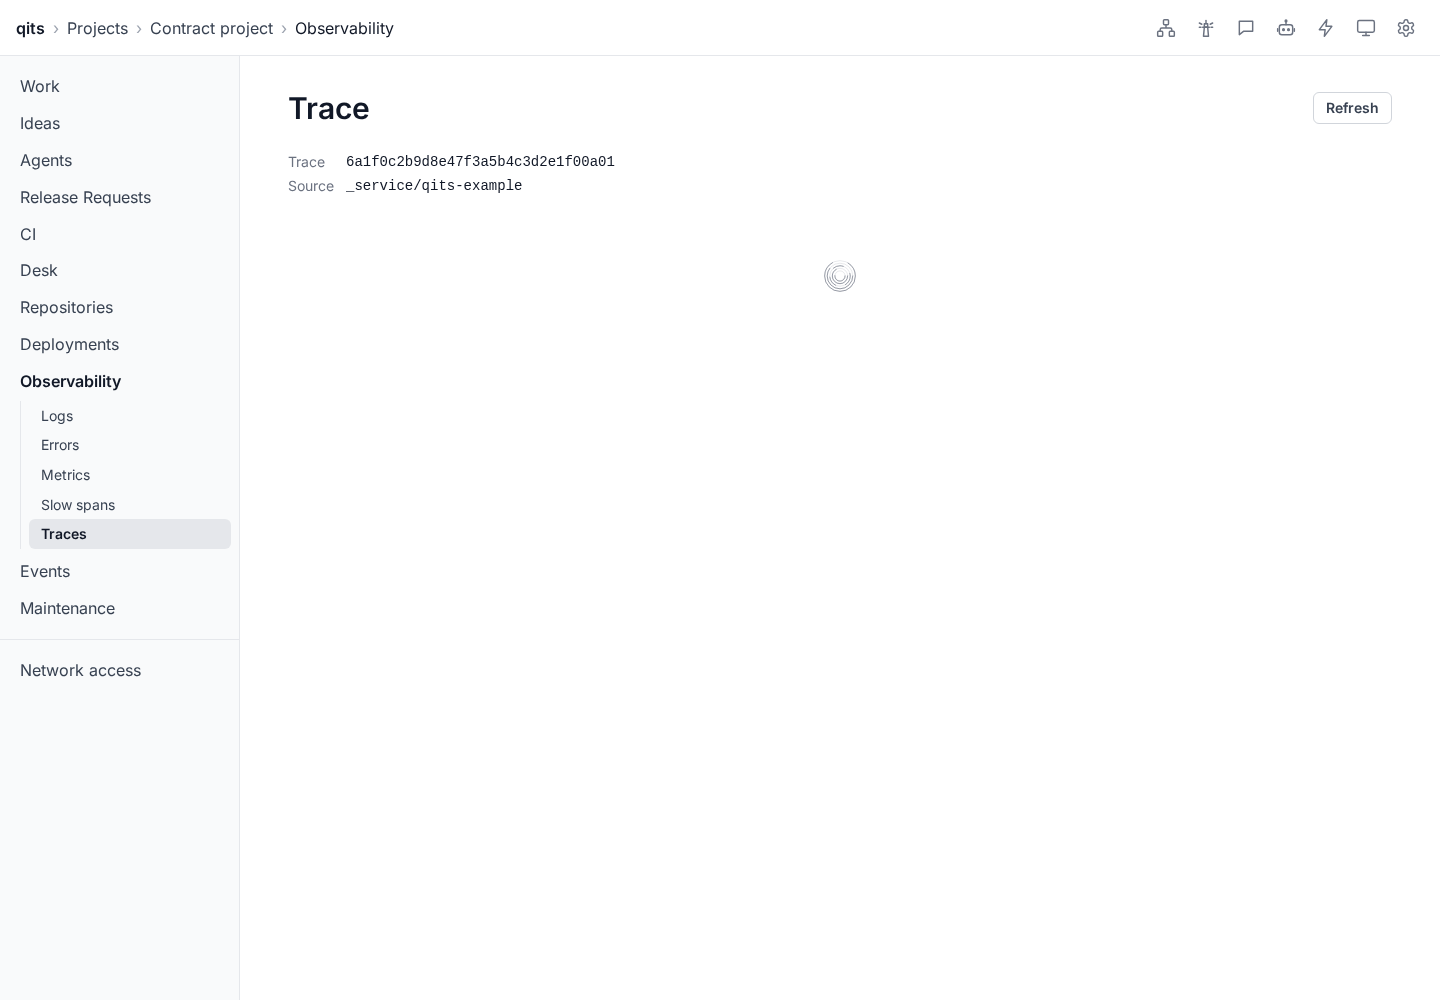 qits › Projects › Contract project › Observability
Work
Ideas
Agents
Release Requests
CI
Desk
Repositories
Deployments
Observability
Logs
Errors
Metrics
Slow spans
Traces
Events
Maintenance
Network access
Trace
Refresh
Trace 6a1f0c2b9d8e47f3a5b4c3d2e1f00a01
Source _service/qits-example